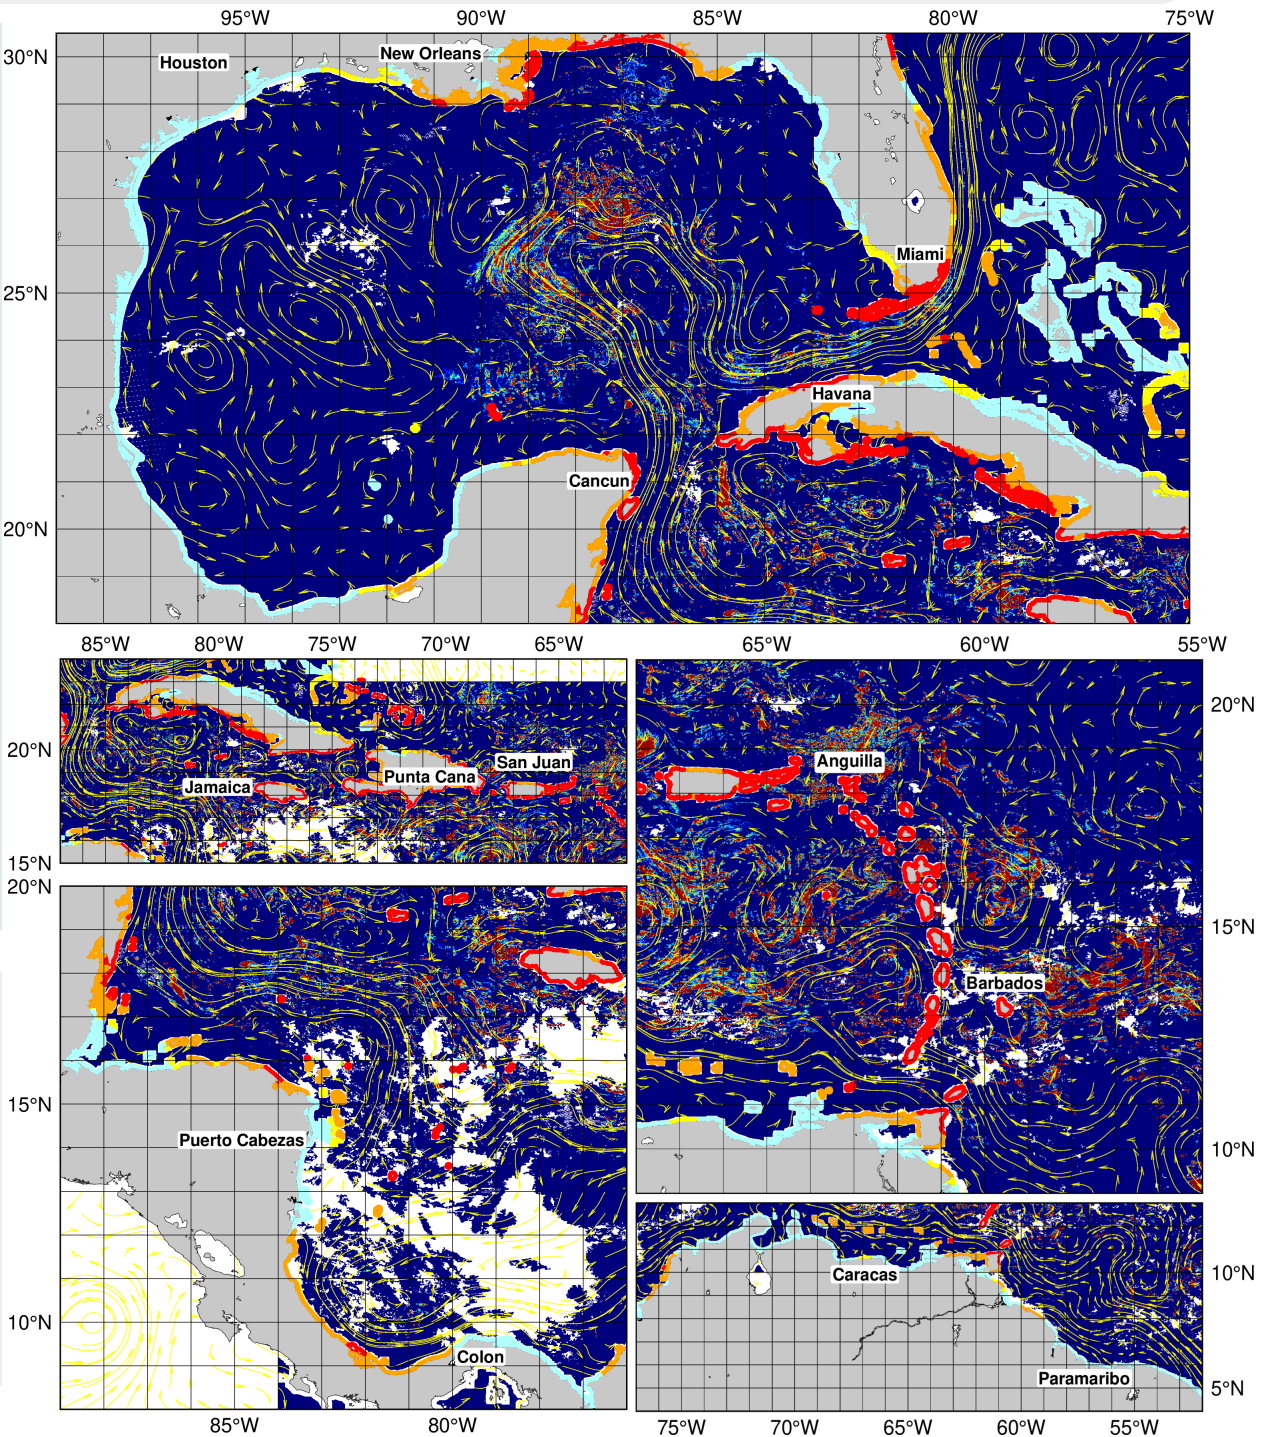 95°W 90°W 85°W 80°W 75°W
30°N
Houston
New Orleans
Miami
25°N
Havana
Cancun
20°N
85°W 80°W 75°W 70°W 65°W
65°W 60°W 55°W
20°N
Jamaica
Punta Cana
San Juan
15°N
20°N
Anguilla
15°N
Barbados
10°N
20°N
15°N
Puerto Cabezas
10°N
Colon
85°W 80°W
Caracas
10°N
Paramaribo
5°N
75°W 70°W 65°W 60°W 55°W